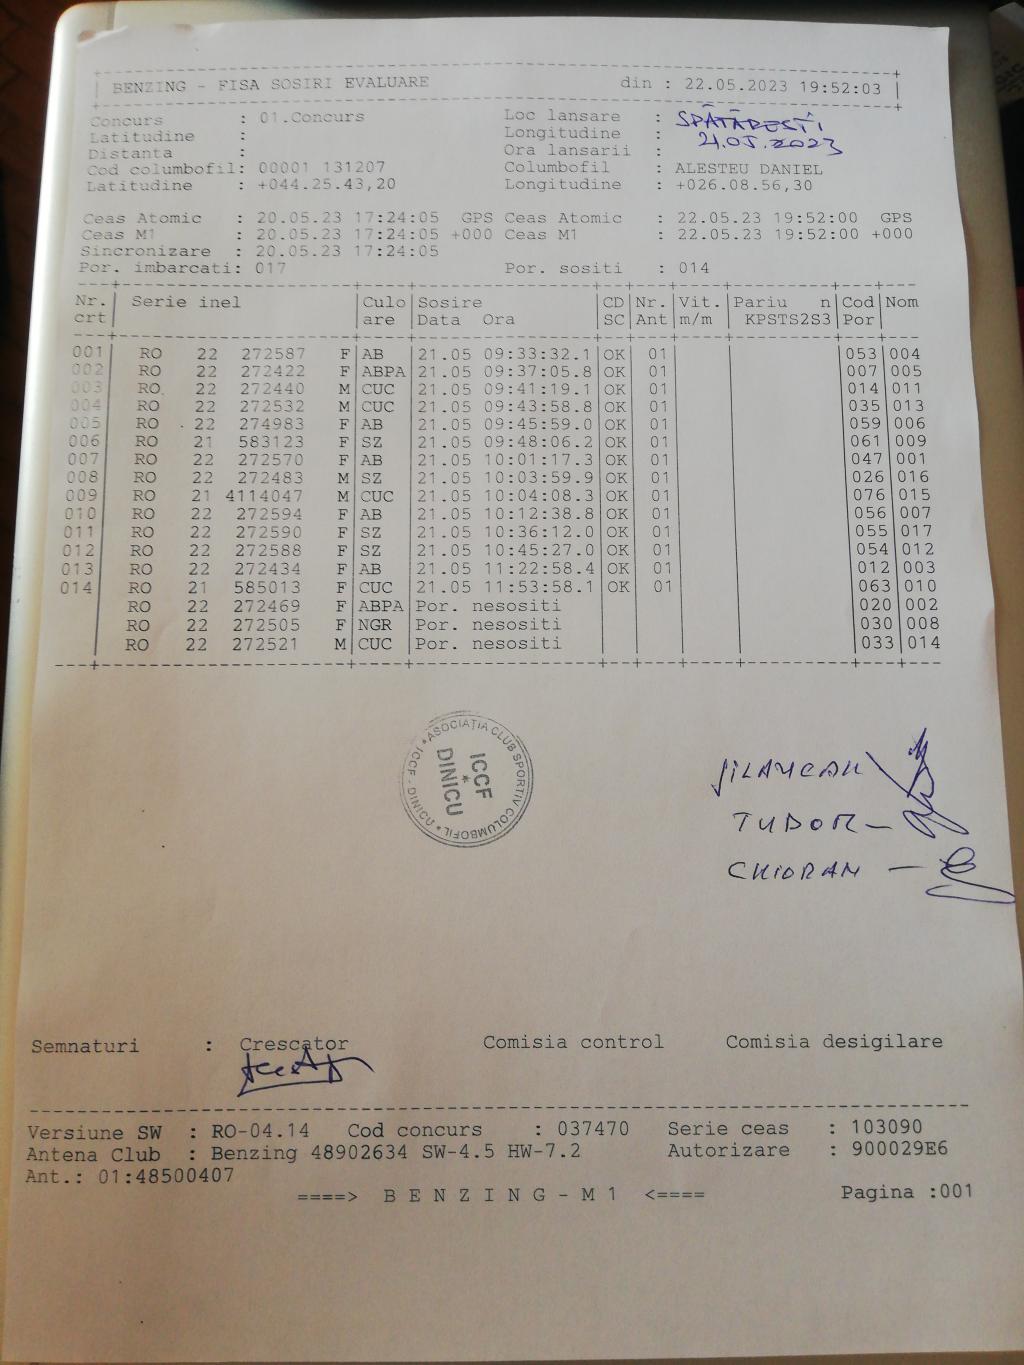 BENZING - FISA SOSIRI EVALUARE din : 22.05.2023 19:52:03
Concurs : 01.Concurs Loc lansare : SPĂTĂREȘTI
Latitudine : Longitudine : 21.05.2023
Distanta : Ora lansarii :
Cod columbofil: 00001 131207 Columbofil : ALESTEU DANIEL
Latitudine : +044.25.43,20 Longitudine : +026.08.56,30
Ceas Atomic : 20.05.23 17:24:05 GPS Ceas Atomic : 22.05.23 19:52:00 GPS
Ceas M1 : 20.05.23 17:24:05 +000 Ceas M1 : 22.05.23 19:52:00 +000
Sincronizare : 20.05.23 17:24:05
Por. imbarcati: 017 Por. sositi : 014
Nr. Serie inel Culo Sosire CD Nr. Vit. Pariu n Cod Nom
crt are Data Ora SC Ant m/m KPSTS2S3 Por
001 RO 22 272587 F AB 21.05 09:33:32.1 OK 01 053 004
002 RO 22 272422 F ABPA 21.05 09:37:05.8 OK 01 007 005
003 RO 22 272440 M CUC 21.05 09:41:19.1 OK 01 014 011
004 RO 22 272532 M CUC 21.05 09:43:58.8 OK 01 035 013
005 RO 22 274983 F AB 21.05 09:45:59.0 OK 01 059 006
006 RO 21 583123 F SZ 21.05 09:48:06.2 OK 01 061 009
007 RO 22 272570 F AB 21.05 10:01:17.3 OK 01 047 001
008 RO 22 272483 M SZ 21.05 10:03:59.9 OK 01 026 016
009 RO 21 4114047 M CUC 21.05 10:04:08.3 OK 01 076 015
010 RO 22 272594 F AB 21.05 10:12:38.8 OK 01 056 007
011 RO 22 272590 F SZ 21.05 10:36:12.0 OK 01 055 017
012 RO 22 272588 F SZ 21.05 10:45:27.0 OK 01 054 012
013 RO 22 272434 F AB 21.05 11:22:58.4 OK 01 012 003
014 RO 21 585013 F CUC 21.05 11:53:58.1 OK 01 063 010
RO 22 272469 F ABPA Por. nesositi 020 002
RO 22 272505 F NGR Por. nesositi 030 008
RO 22 272521 M CUC Por. nesositi 033 014
ASOCIAȚIA CLUB SPORTIV COLUMBOFIL * ICCF - DINICU *
ICCF
*
DINICU
TUDOR -
CHIORAN -
Semnaturi : Crescator Comisia control Comisia desigilare
Versiune SW : RO-04.14 Cod concurs : 037470 Serie ceas : 103090
Antena Club : Benzing 48902634 SW-4.5 HW-7.2 Autorizare : 900029E6
Ant.: 01:48500407
====> B E N Z I N G - M 1 <==== Pagina :001